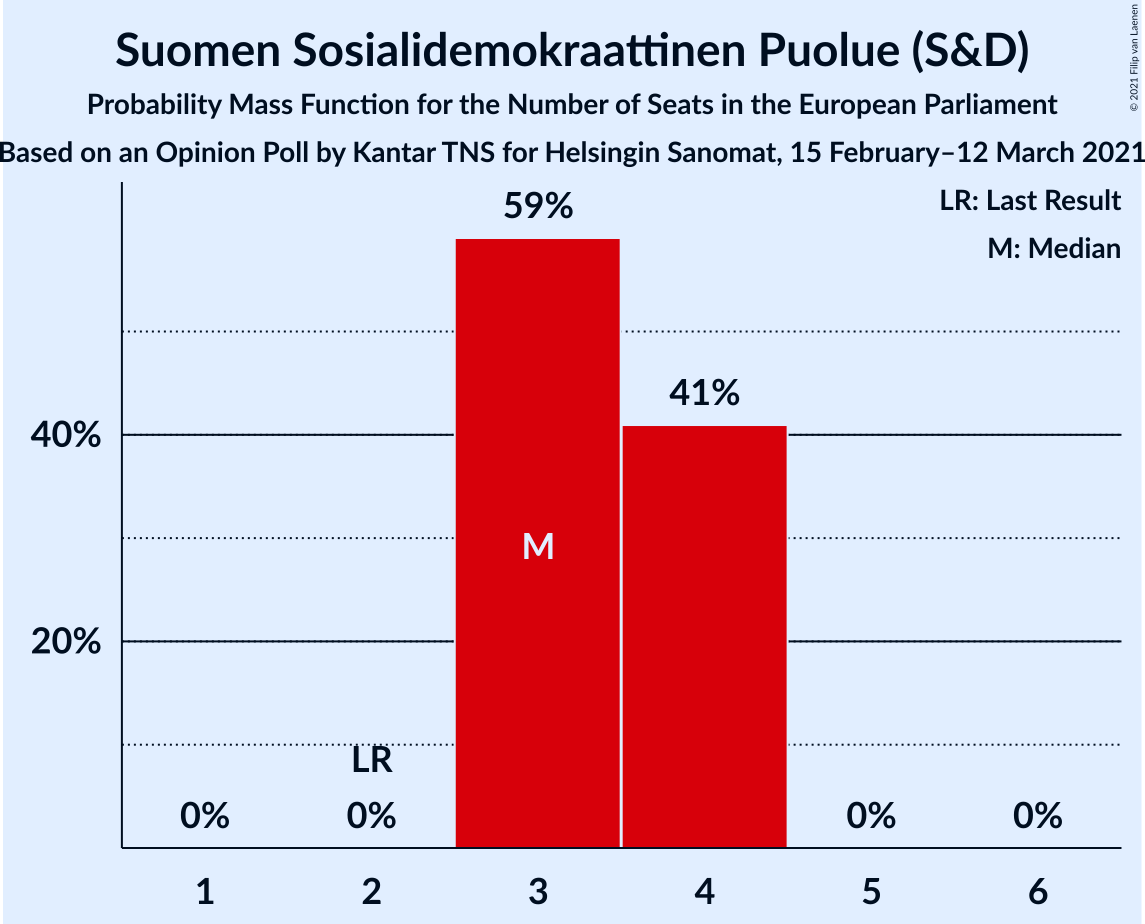 Suomen Sosialidemokraattinen Puolue (S&D)
Probability Mass Function for the Number of Seats in the European Parliament
Based on an Opinion Poll by Kantar TNS for Helsingin Sanomat, 15 February–12 March 2021
© 2021 Filip van Laenen
LR: Last Result
M: Median
59%
41%
40%
M
20%
LR
0%
0%
0%
0%
1
2
3
4
5
6